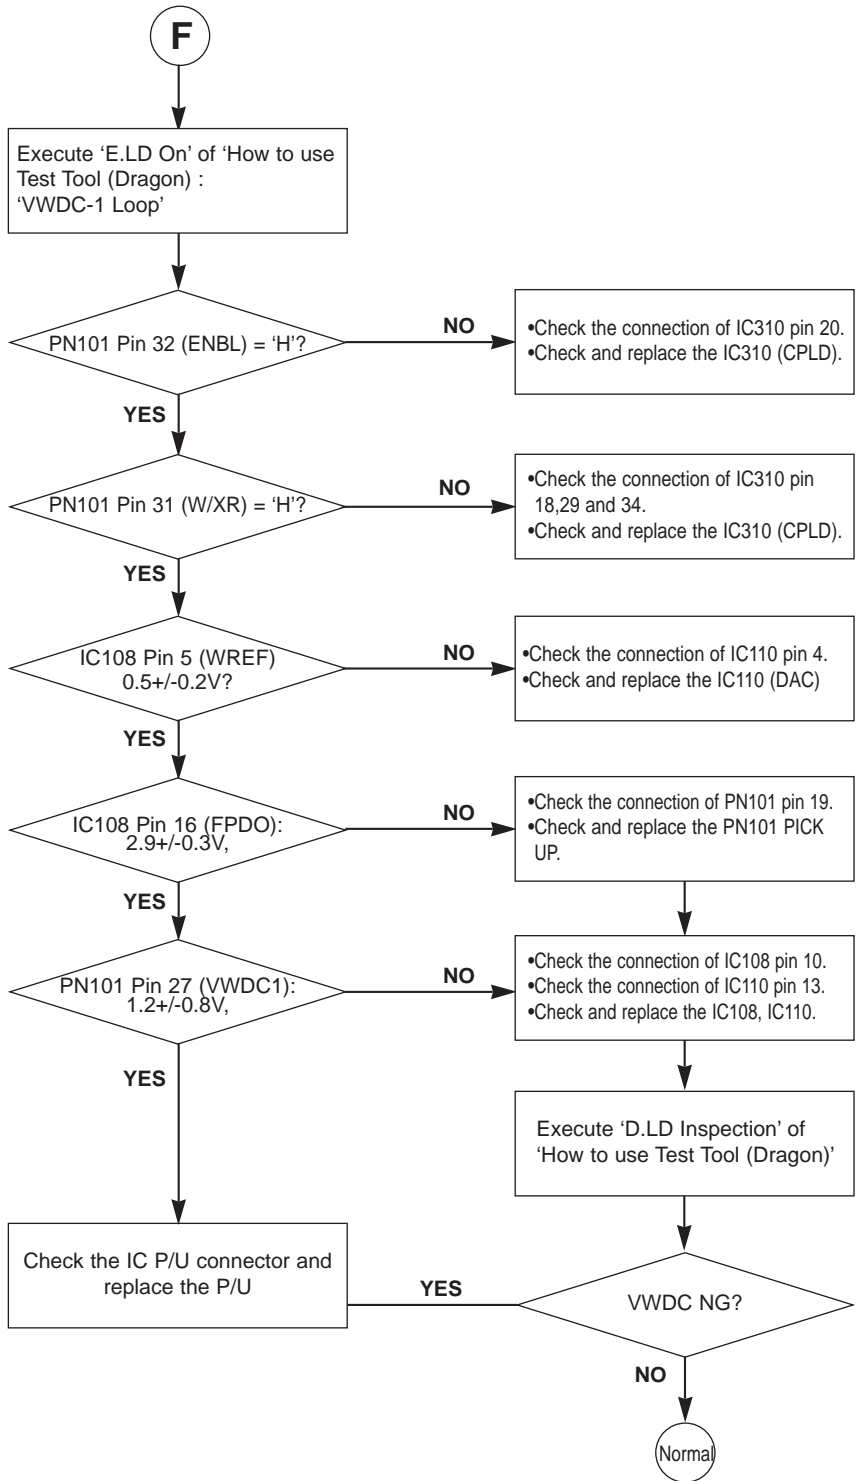 F
Execute ‘E.LD On’ of ‘How to use
Test Tool (Dragon) :
‘VWDC-1 Loop’
PN101 Pin 32 (ENBL) = ‘H’?
NO
•Check the connection of IC310 pin 20.
•Check and replace the IC310 (CPLD).
YES
PN101 Pin 31 (W/XR) = ‘H’?
NO
•Check the connection of IC310 pin
18,29 and 34.
•Check and replace the IC310 (CPLD).
YES
IC108 Pin 5 (WREF)
0.5+/-0.2V?
NO
•Check the connection of IC110 pin 4.
•Check and replace the IC110 (DAC)
YES
IC108 Pin 16 (FPDO):
2.9+/-0.3V,
NO
•Check the connection of PN101 pin 19.
•Check and replace the PN101 PICK
UP.
YES
PN101 Pin 27 (VWDC1):
1.2+/-0.8V,
NO
•Check the connection of IC108 pin 10.
•Check the connection of IC110 pin 13.
•Check and replace the IC108, IC110.
YES
Execute ‘D.LD Inspection’ of
‘How to use Test Tool (Dragon)’
Check the IC P/U connector and
replace the P/U
YES
VWDC NG?
NO
Normal